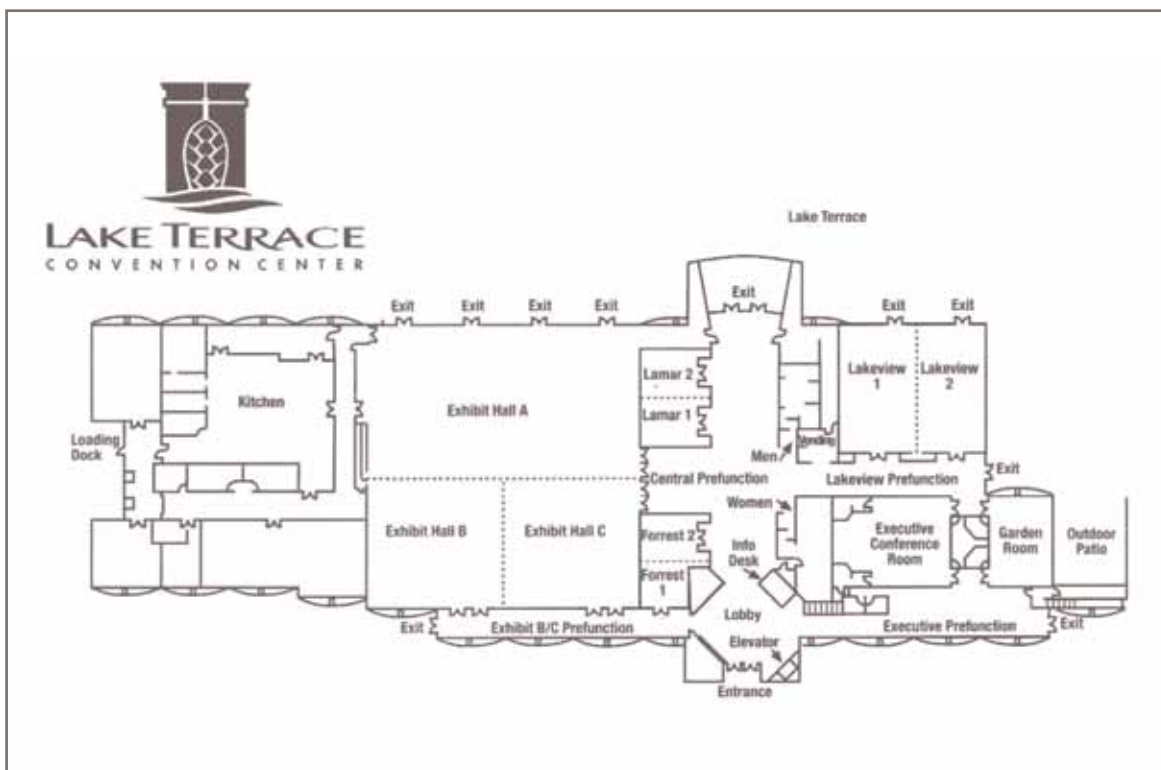 LAKE TERRACE
CONVENTION CENTER
Lake Terrace
Exit
Exit
Exit
Exit
Exit
Exit
Exit
Lamar 2
Lakeview
1
Lakeview
2
Kitchen
Exhibit Hall A
Lamar 1
Loading
Dock
Vending
Men
Central Prefunction
Lakeview Prefunction
Exit
Women
Exhibit Hall B
Exhibit Hall C
Forrest 2
Info
Desk
Executive
Conference
Room
Garden
Room
Outdoor
Patio
Forrest
1
Lobby
Exit
Exhibit B/C Prefunction
Executive Prefunction
Exit
Elevator
Entrance